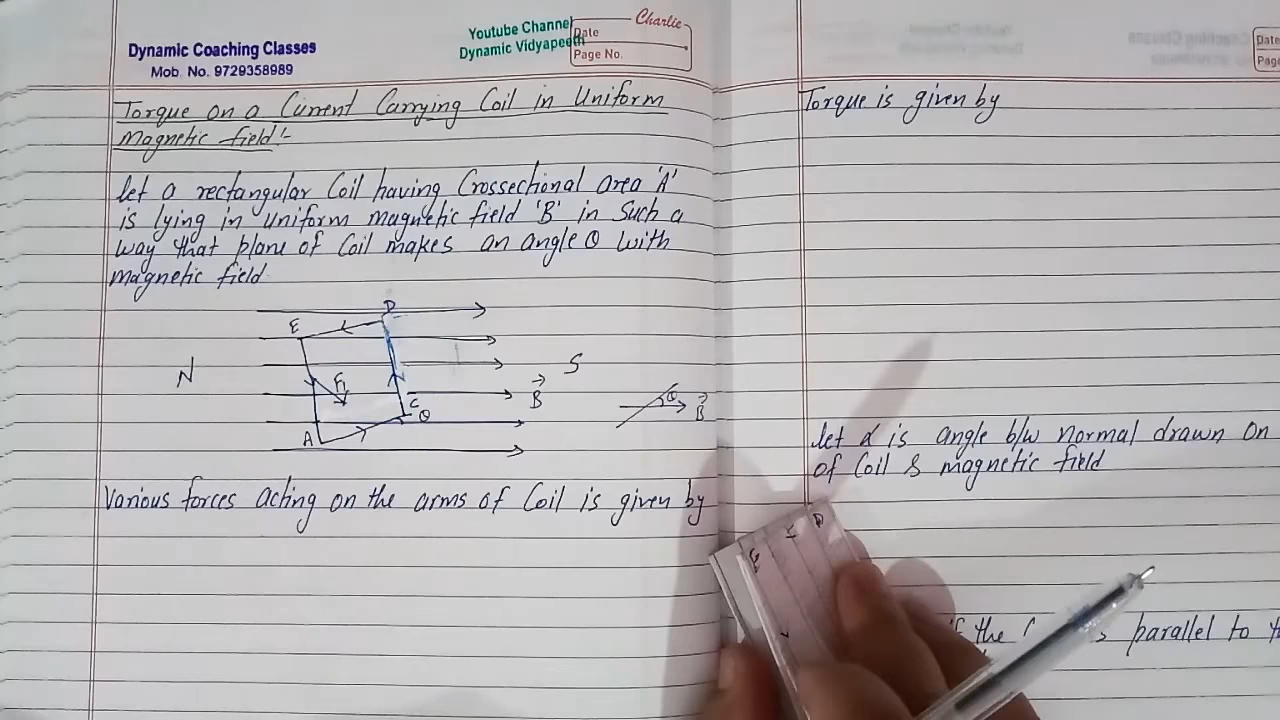 Dynamic Coaching Classes
Mob. No. 9729358989
Youtube Channel
Dynamic Vidyapeeth
Charlie
Date
Page No.
Date
Page
Torque on a Current Carrying Coil in Uniform
Magnetic field:-
Let a rectangular Coil having Crossectional area 'A'
is lying in uniform magnetic field 'B' in Such a
way that plane of Coil makes an angle θ with
magnetic field.
E
D
N
F1
S
C
B
θ
A
θ
B
Various forces acting on the arms of Coil is given by
Torque is given by
Let α is angle b/w normal drawn on
of Coil & magnetic field
D
if the
parallel to